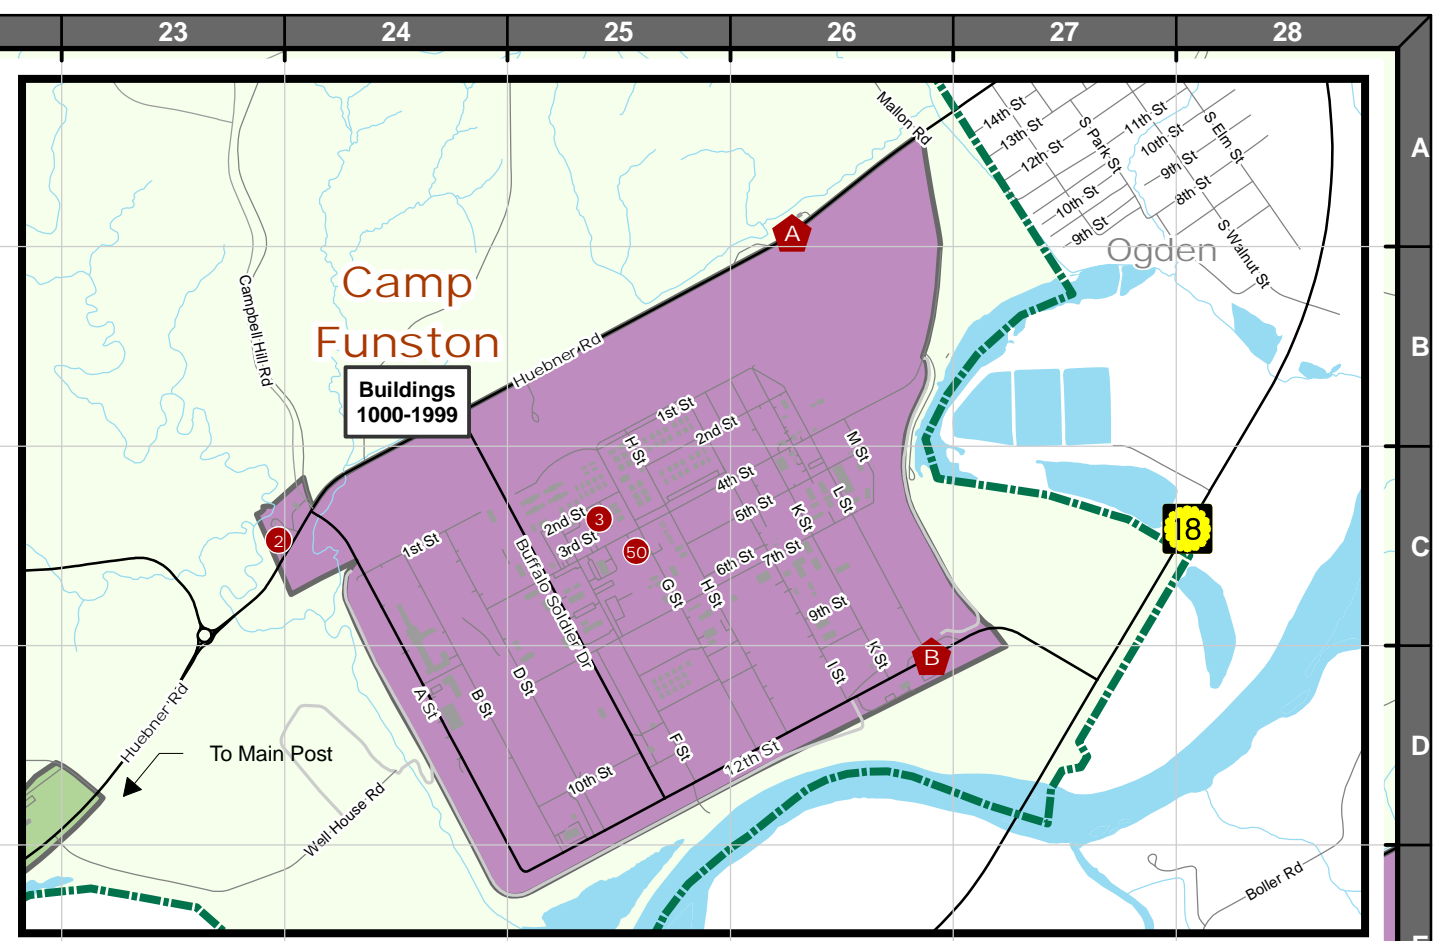 23
24
25
26
27
28
A
B
C
D
Mallon Rd
14th St
13th St
12th St
S Park St
11th St
10th St
9th St
8th St
S Elm St
10th St
9th St
S Walnut St
Ogden
A
Camp
Funston
Buildings
1000-1999
Campbell Hill Rd
Huebner Rd
1st St
2nd St
H St
M St
4th St
L St
5th St
K St
2nd St
3
3rd St
50
2
1st St
Buffalo Soldier Dr
6th St
7th St
G St
H St
9th St
18
B
K St
I St
D St
B St
A St
F St
12th St
10th St
Huebner Rd
To Main Post
Well House Rd
Boller Rd